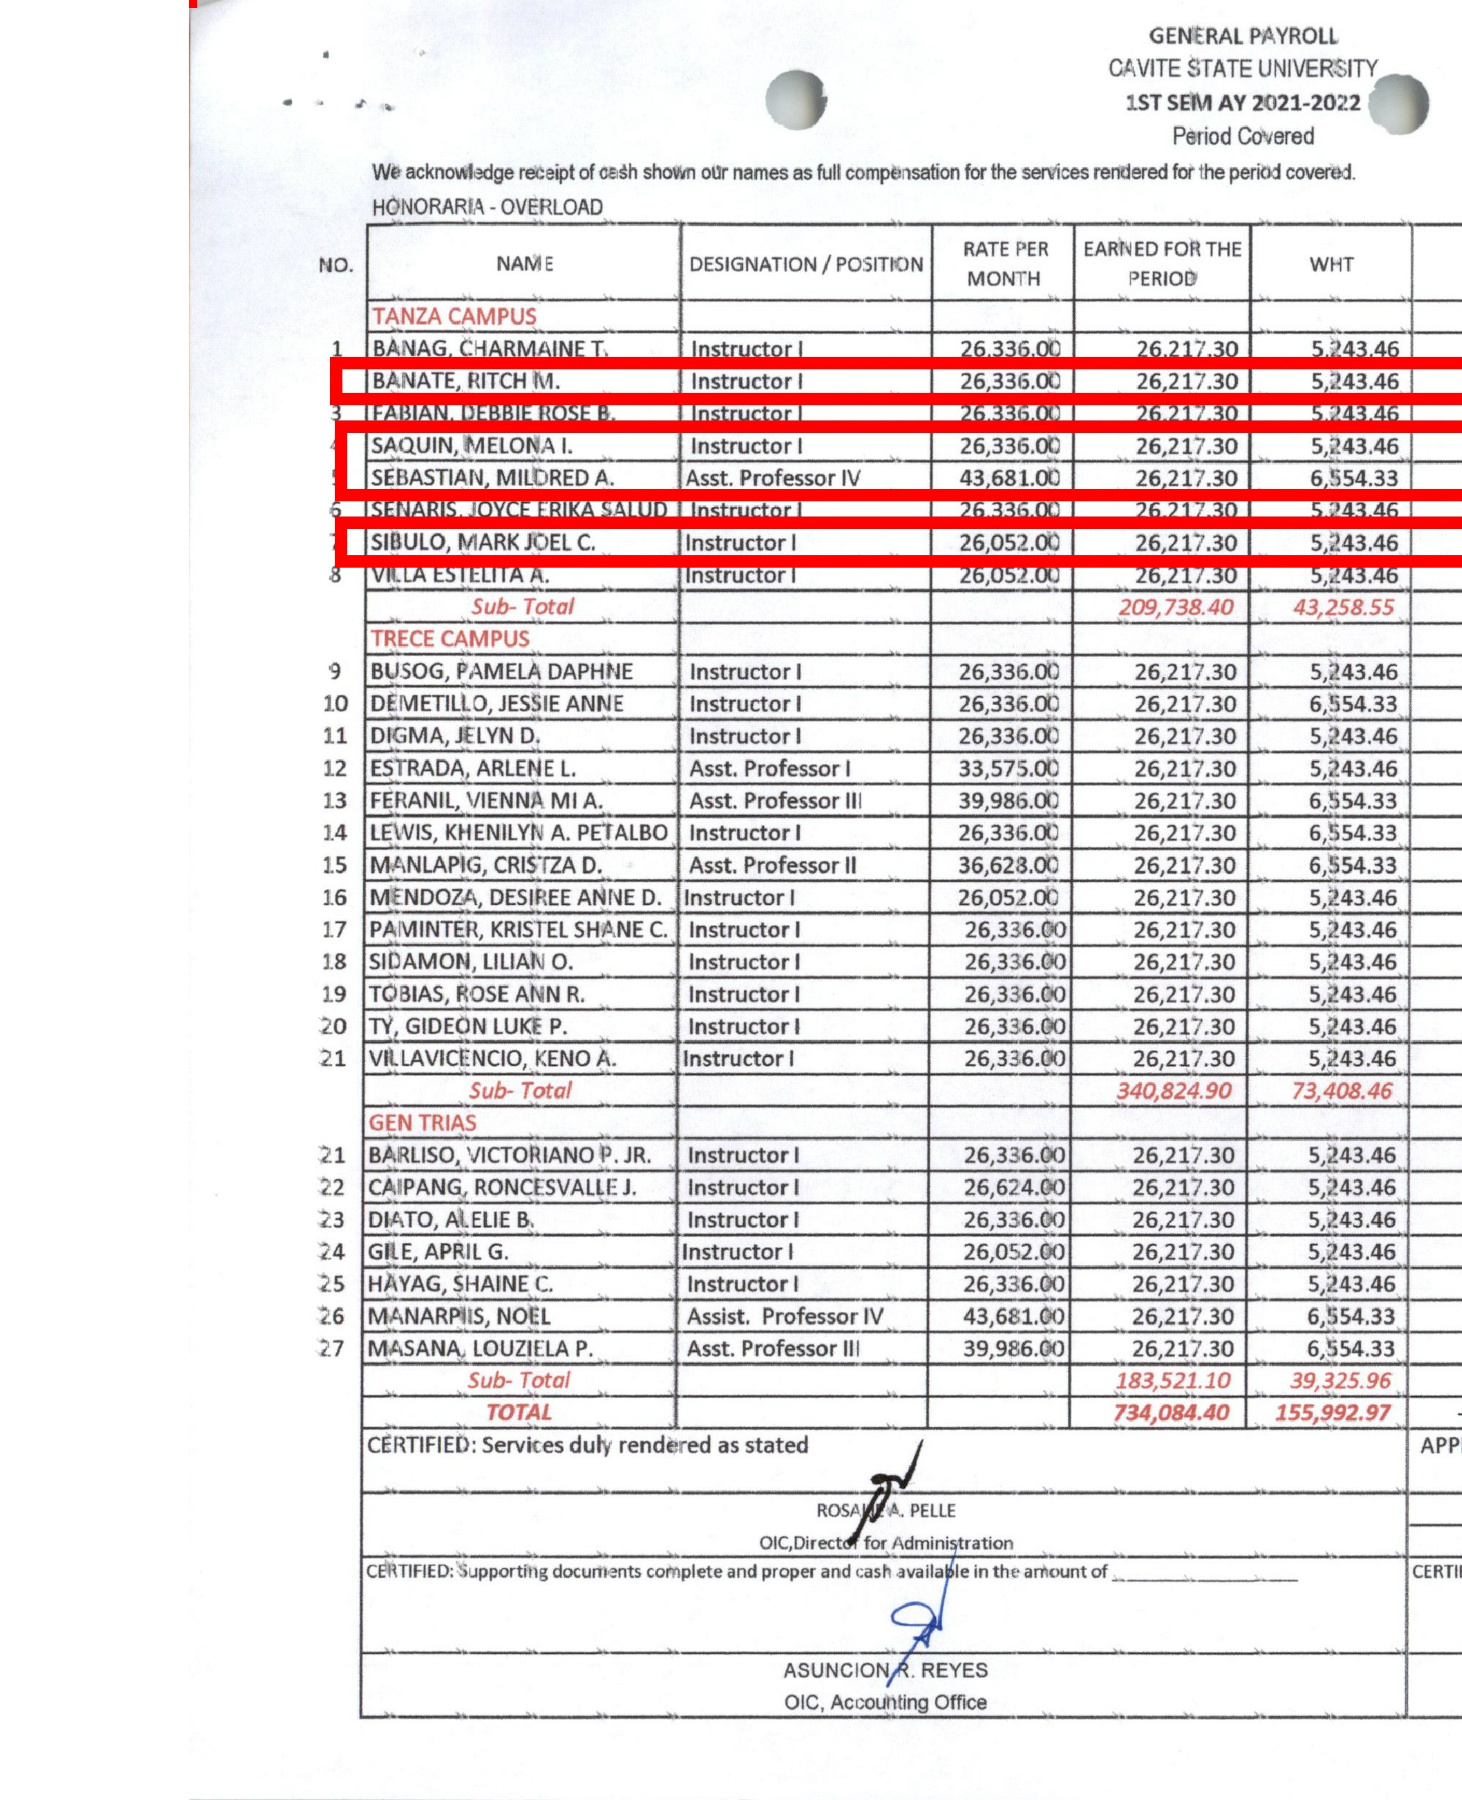 GENERAL PAYROLL
CAVITE STATE UNIVERSITY
1ST SEM AY 2021-2022
Period Covered
We acknowledge receipt of cash shown our names as full compensation for the services rendered for the period covered.
HONORARIA - OVERLOAD
NO. NAME DESIGNATION / POSITION RATE PER MONTH EARNED FOR THE PERIOD WHT
TANZA CAMPUS
1 BANAG, CHARMAINE T. Instructor I 26,336.00 26,217.30 5,243.46
BANATE, RITCH M. Instructor I 26,336.00 26,217.30 5,243.46
3 FABIAN, DEBBIE ROSE B. Instructor I 26,336.00 26,217.30 5,243.46
SAQUIN, MELONA I. Instructor I 26,336.00 26,217.30 5,243.46
SEBASTIAN, MILDRED A. Asst. Professor IV 43,681.00 26,217.30 6,554.33
6 SENARIS, JOYCE ERIKA SALUD Instructor I 26,336.00 26,217.30 5,243.46
SIBULO, MARK JOEL C. Instructor I 26,052.00 26,217.30 5,243.46
8 VILLA ESTELITA A. Instructor I 26,052.00 26,217.30 5,243.46
Sub- Total 209,738.40 43,258.55
TRECE CAMPUS
9 BUSOG, PAMELA DAPHNE Instructor I 26,336.00 26,217.30 5,243.46
10 DEMETILLO, JESSIE ANNE Instructor I 26,336.00 26,217.30 6,554.33
11 DIGMA, JELYN D. Instructor I 26,336.00 26,217.30 5,243.46
12 ESTRADA, ARLENE L. Asst. Professor I 33,575.00 26,217.30 5,243.46
13 FERANIL, VIENNA MI A. Asst. Professor III 39,986.00 26,217.30 6,554.33
14 LEWIS, KHENILYN A. PETALBO Instructor I 26,336.00 26,217.30 6,554.33
15 MANLAPIG, CRISTZA D. Asst. Professor II 36,628.00 26,217.30 6,554.33
16 MENDOZA, DESIREE ANNE D. Instructor I 26,052.00 26,217.30 5,243.46
17 PAMINTER, KRISTEL SHANE C. Instructor I 26,336.00 26,217.30 5,243.46
18 SIDAMON, LILIAN O. Instructor I 26,336.00 26,217.30 5,243.46
19 TOBIAS, ROSE ANN R. Instructor I 26,336.00 26,217.30 5,243.46
20 TY, GIDEON LUKE P. Instructor I 26,336.00 26,217.30 5,243.46
21 VILLAVICENCIO, KENO A. Instructor I 26,336.00 26,217.30 5,243.46
Sub- Total 340,824.90 73,408.46
GEN TRIAS
21 BARLISO, VICTORIANO P. JR. Instructor I 26,336.00 26,217.30 5,243.46
22 CAIPANG, RONCESVALLE J. Instructor I 26,624.00 26,217.30 5,243.46
23 DIATO, ALELIE B. Instructor I 26,336.00 26,217.30 5,243.46
24 GILE, APRIL G. Instructor I 26,052.00 26,217.30 5,243.46
25 HAYAG, SHAINE C. Instructor I 26,336.00 26,217.30 5,243.46
26 MANARPIIS, NOEL Assist. Professor IV 43,681.00 26,217.30 6,554.33
27 MASANA, LOUZIELA P. Asst. Professor III 39,986.00 26,217.30 6,554.33
Sub- Total 183,521.10 39,325.96
TOTAL 734,084.40 155,992.97
CERTIFIED: Services duly rendered as stated
A. PELLE
OIC,Director for Administration
CERTIFIED: Supporting documents complete and proper and cash available in the amount of
ASUNCION R. REYES
OIC, Accounting Office